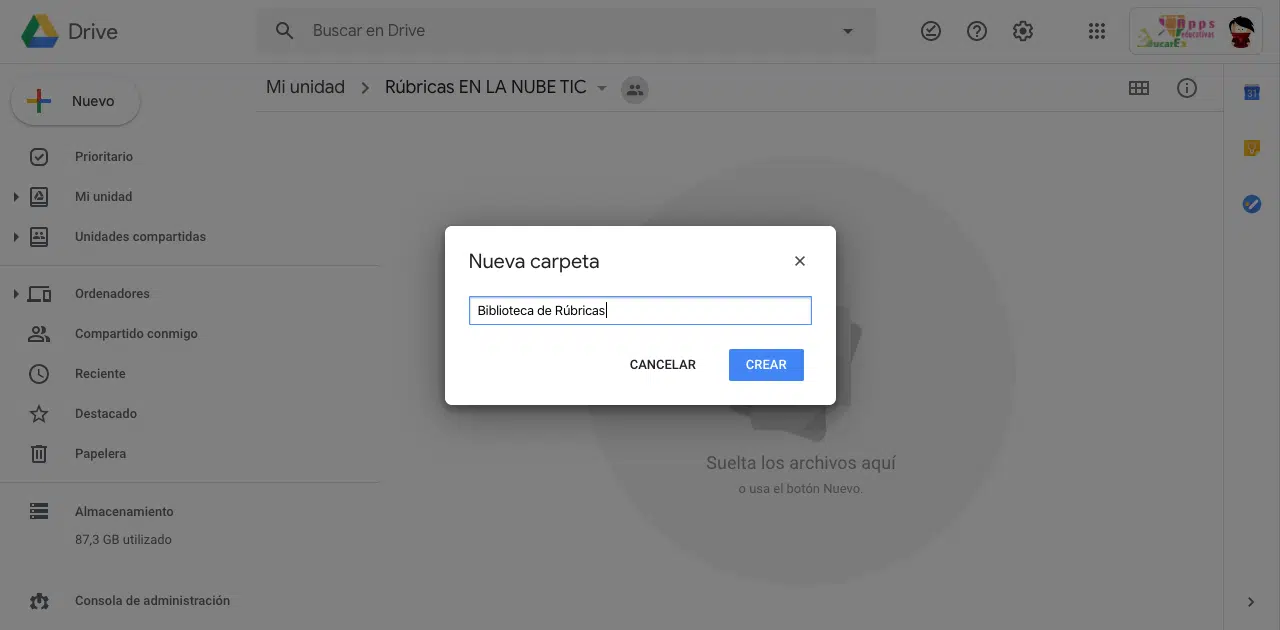 Drive
Buscar en Drive
Apps
educativas
EducarEx
Nuevo
Mi unidad
Rúbricas EN LA NUBE TIC
Prioritario
Mi unidad
Unidades compartidas
Ordenadores
Compartido conmigo
Reciente
Destacado
Papelera
Almacenamiento
87,3 GB utilizado
Consola de administración
Nueva carpeta
Biblioteca de Rúbricas
CANCELAR
CREAR
Suelta los archivos aquí
o usa el botón Nuevo.
31